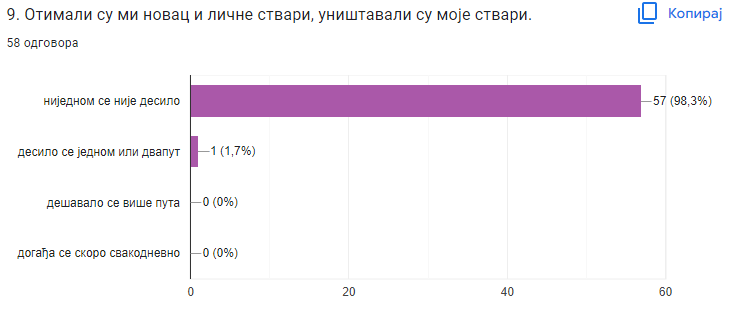 9. Отимали су ми новац и личне ствари, уништавали су моје ствари.
Копирај
58 одговора
ниједном се није десило
57 (98,3%)
десило се једном или двапут
1 (1,7%)
дешавало се више пута
0 (0%)
догађа се скоро свакодневно
0 (0%)
0 20 40 60